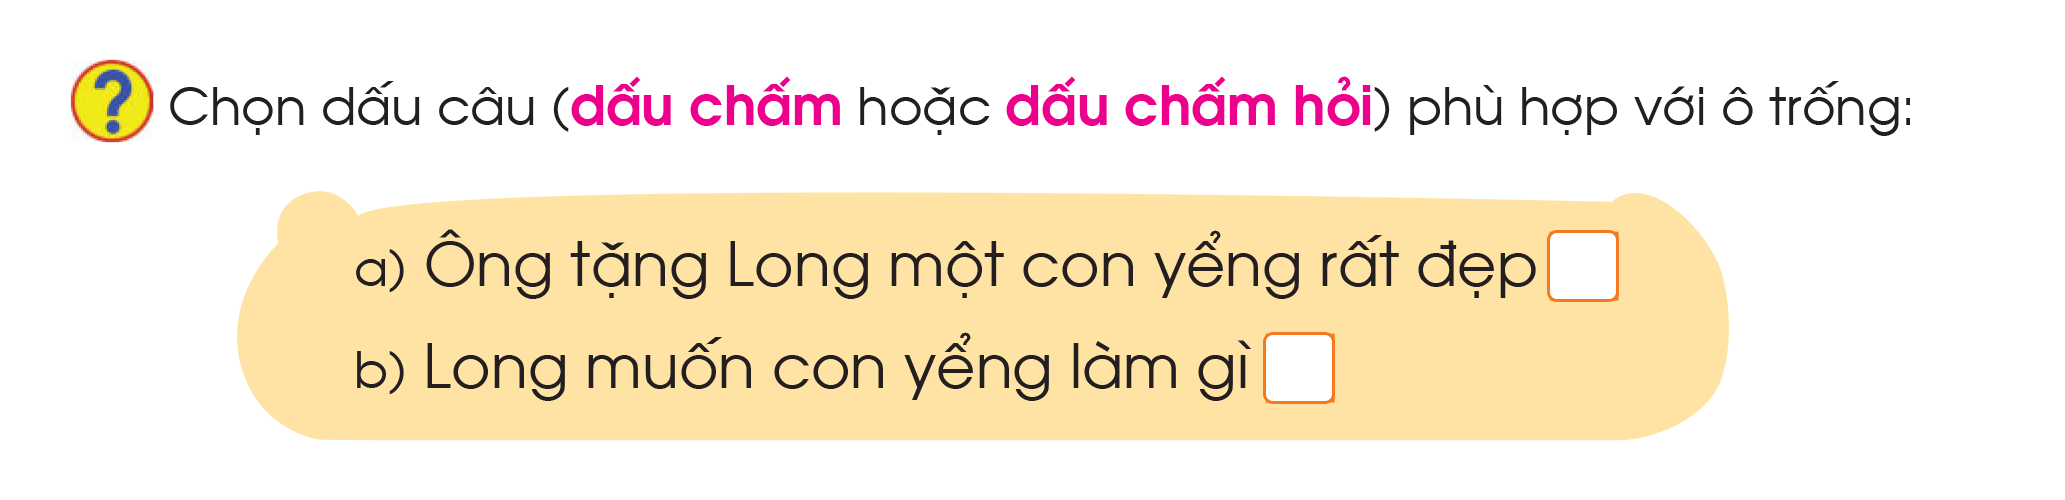 ? Chọn dấu câu (dấu chấm hoặc dấu chấm hỏi) phù hợp với ô trống:
a) Ông tặng Long một con yểng rất đẹp
b) Long muốn con yểng làm gì